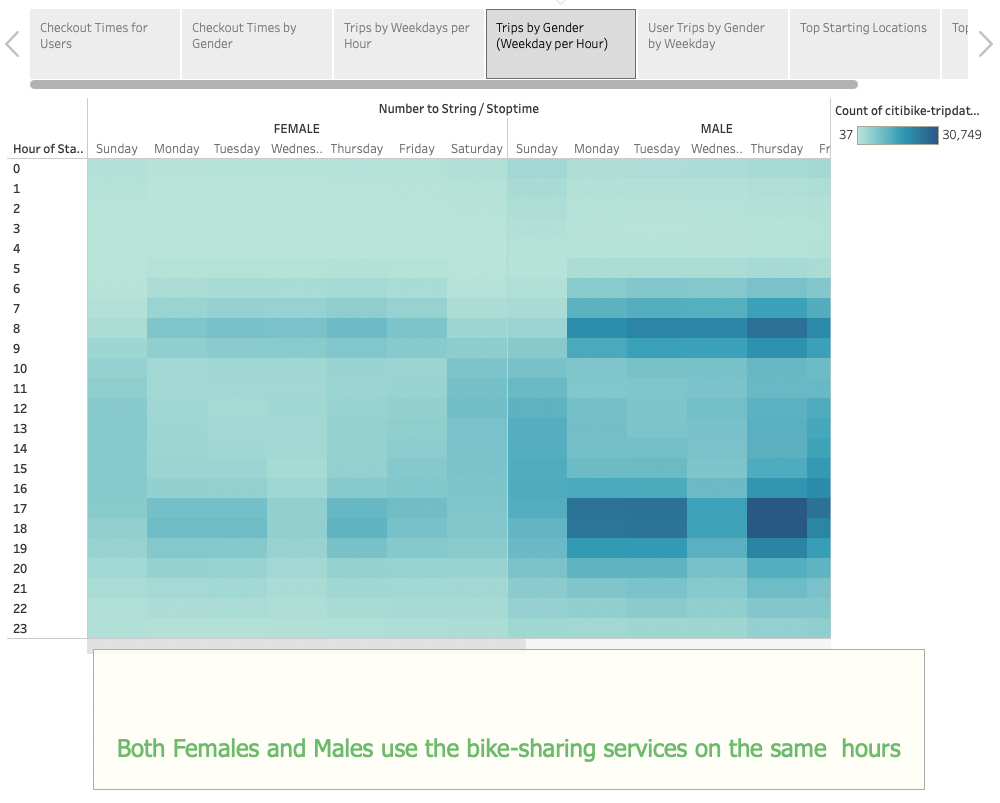 Checkout Times for
Users
Checkout Times by
Gender
Trips by Weekdays per
Hour
Trips by Gender
(Weekday per Hour)
User Trips by Gender
by Weekday
Top Starting Locations
Top
Number to String / Stoptime
FEMALE MALE
Hour of Sta.. Sunday Monday Tuesday Wednes.. Thursday Friday Saturday Sunday Monday Tuesday Wednes.. Thursday Fr
0
1
2
3
4
5
6
7
8
9
10
11
12
13
14
15
16
17
18
19
20
21
22
23
Count of citibike-tripdat...
37 30,749
Both Females and Males use the bike-sharing services on the same hours